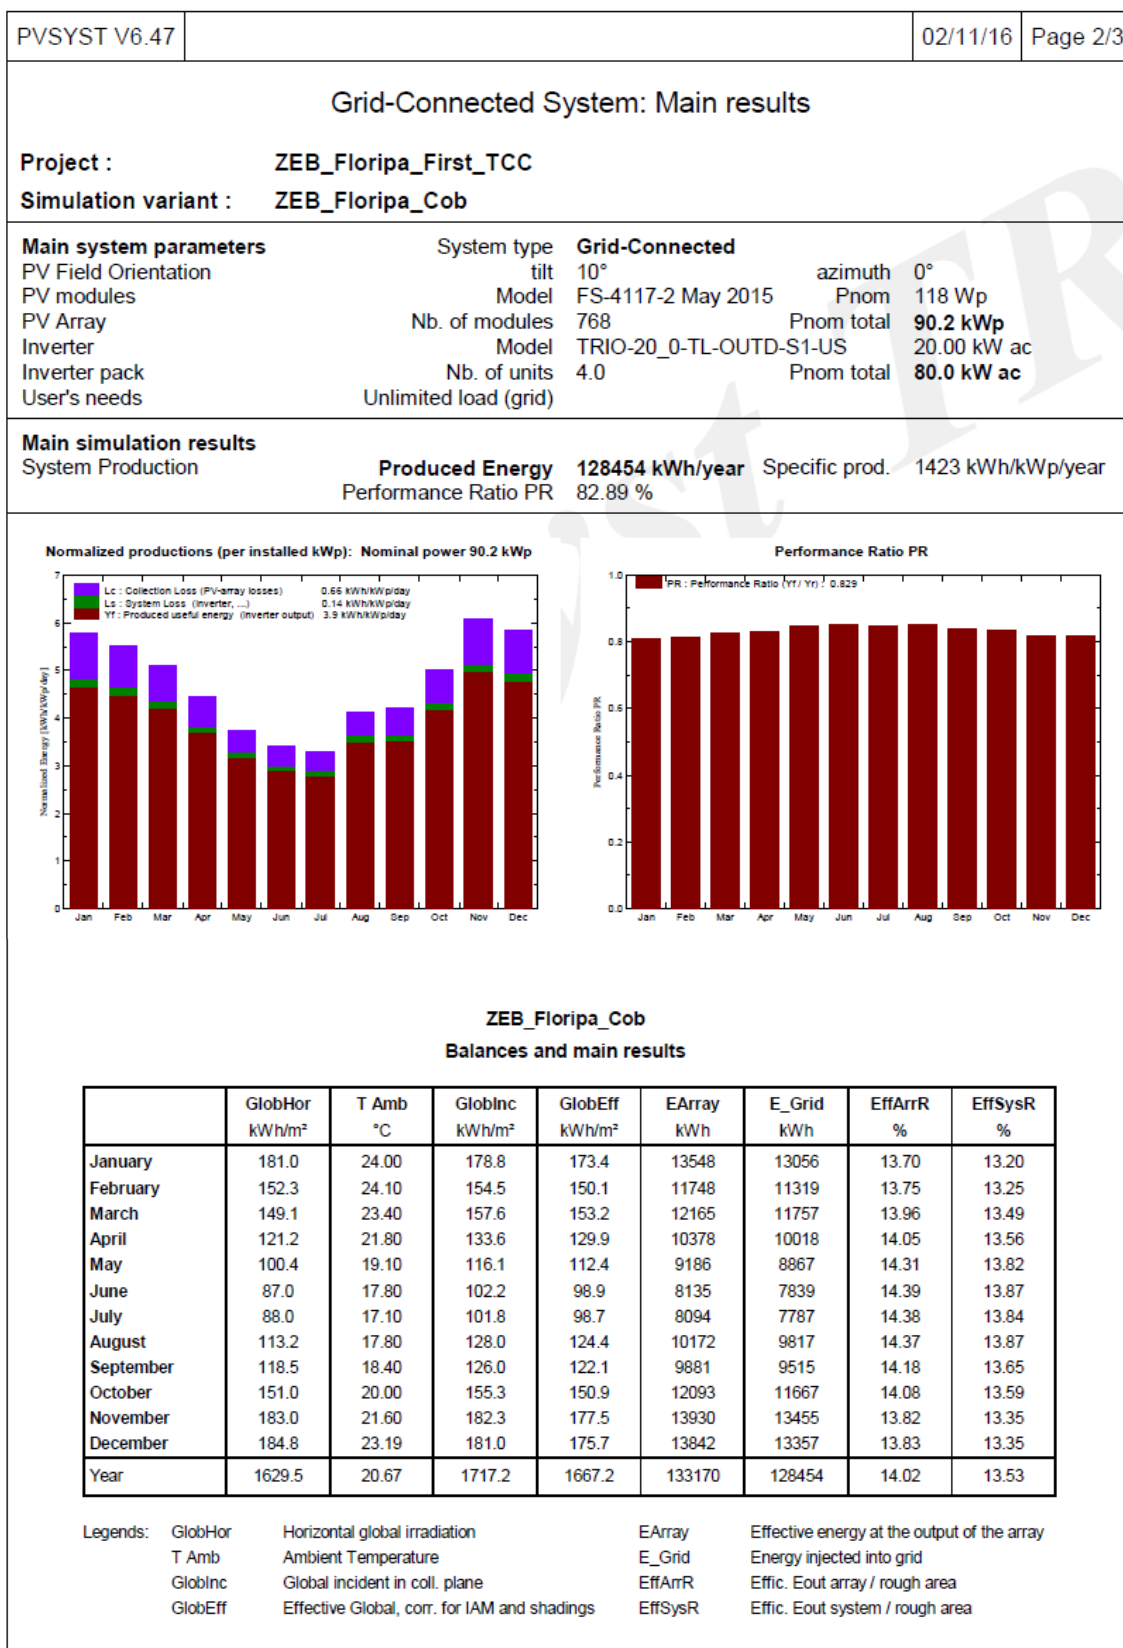 PVSYST V6.47 02/11/16 Page 2/3
Grid-Connected System: Main results
Project : ZEB_Floripa_First_TCC
Simulation variant : ZEB_Floripa_Cob
Main system parameters System type Grid-Connected
PV Field Orientation tilt 10° azimuth 0°
PV modules Model FS-4117-2 May 2015 Pnom 118 Wp
PV Array Nb. of modules 768 Pnom total 90.2 kWp
Inverter Model TRIO-20_0-TL-OUTD-S1-US 20.00 kW ac
Inverter pack Nb. of units 4.0 Pnom total 80.0 kW ac
User's needs Unlimited load (grid)
Main simulation results
System Production Produced Energy 128454 kWh/year Specific prod. 1423 kWh/kWp/year
Performance Ratio PR 82.89 %
Normalized productions (per installed kWp): Nominal power 90.2 kWp
Lc : Collection Loss (PV-array losses) 0.66 kWh/kWp/day
Ls : System Loss (inverter, ...) 0.14 kWh/kWp/day
Yf : Produced useful energy (inverter output) 3.9 kWh/kWp/day
Normalized Energy [kWh/kWp/day]
7
6
5
4
3
2
1
0
Jan Feb Mar Apr May Jun Jul Aug Sep Oct Nov Dec
Performance Ratio PR
PR : Performance Ratio (Yf / Yr) : 0.829
Performance Ratio PR
1.0
0.8
0.6
0.4
0.2
0.0
Jan Feb Mar Apr May Jun Jul Aug Sep Oct Nov Dec
ZEB_Floripa_Cob
Balances and main results
GlobHor T Amb GlobInc GlobEff EArray E_Grid EffArrR EffSysR
kWh/m² °C kWh/m² kWh/m² kWh kWh % %
January 181.0 24.00 178.8 173.4 13548 13056 13.70 13.20
February 152.3 24.10 154.5 150.1 11748 11319 13.75 13.25
March 149.1 23.40 157.6 153.2 12165 11757 13.96 13.49
April 121.2 21.80 133.6 129.9 10378 10018 14.05 13.56
May 100.4 19.10 116.1 112.4 9186 8867 14.31 13.82
June 87.0 17.80 102.2 98.9 8135 7839 14.39 13.87
July 88.0 17.10 101.8 98.7 8094 7787 14.38 13.84
August 113.2 17.80 128.0 124.4 10172 9817 14.37 13.87
September 118.5 18.40 126.0 122.1 9881 9515 14.18 13.65
October 151.0 20.00 155.3 150.9 12093 11667 14.08 13.59
November 183.0 21.60 182.3 177.5 13930 13455 13.82 13.35
December 184.8 23.19 181.0 175.7 13842 13357 13.83 13.35
Year 1629.5 20.67 1717.2 1667.2 133170 128454 14.02 13.53
Legends: GlobHor Horizontal global irradiation EArray Effective energy at the output of the array
T Amb Ambient Temperature E_Grid Energy injected into grid
GlobInc Global incident in coll. plane EffArrR Effic. Eout array / rough area
GlobEff Effective Global, corr. for IAM and shadings EffSysR Effic. Eout system / rough area